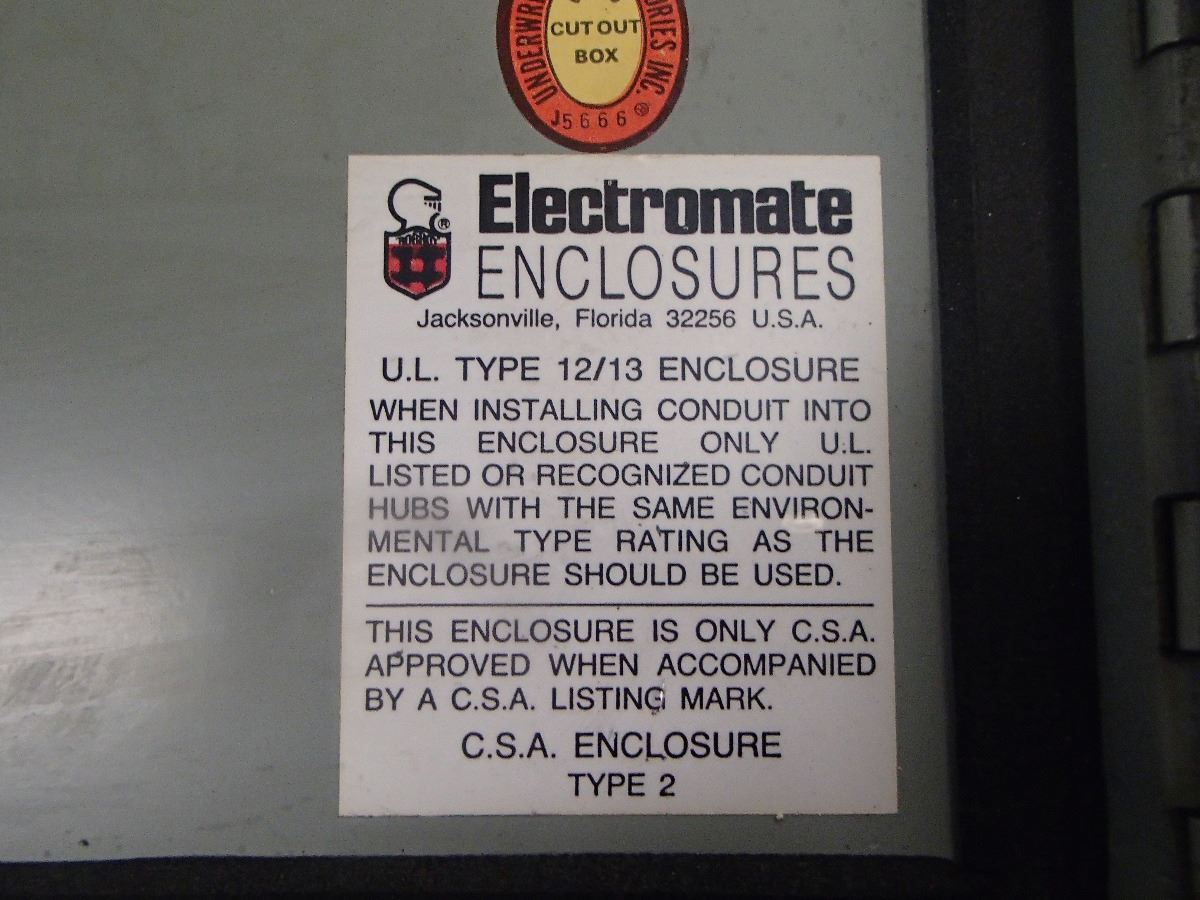 CUT OUT
BOX
J5666
Electromate
ENCLOSURES
Jacksonville, Florida 32256 U.S.A.
U.L. TYPE 12/13 ENCLOSURE
WHEN INSTALLING CONDUIT INTO
THIS ENCLOSURE ONLY U.L.
LISTED OR RECOGNIZED CONDUIT
HUBS WITH THE SAME ENVIRON-
MENTAL TYPE RATING AS THE
ENCLOSURE SHOULD BE USED.
THIS ENCLOSURE IS ONLY C.S.A.
APPROVED WHEN ACCOMPANIED
BY A C.S.A. LISTING MARK.
C.S.A. ENCLOSURE
TYPE 2